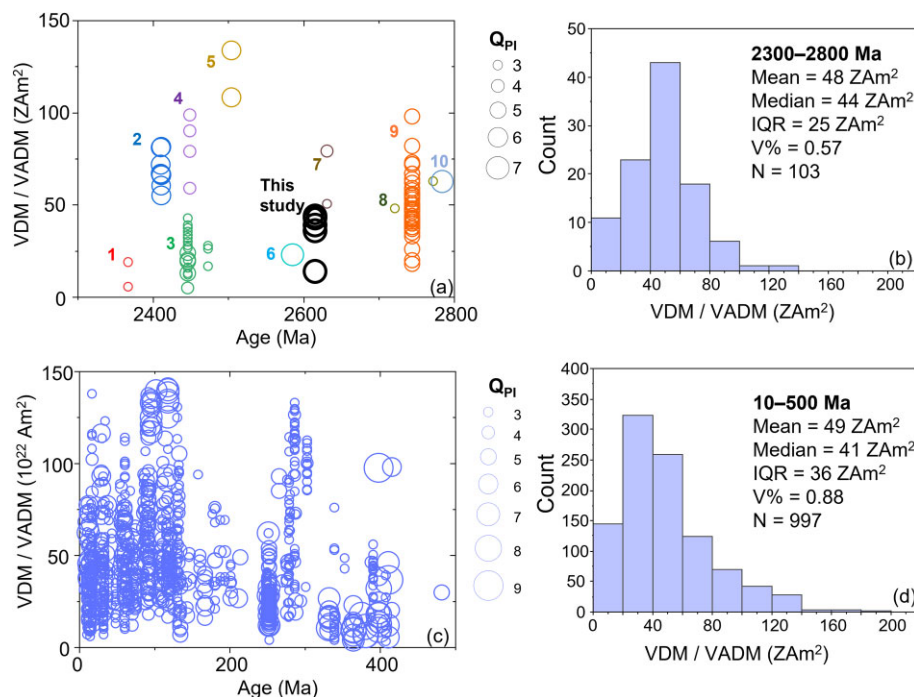 150
100
50
0
VDM / VADM (ZAm²)
1
2
3
4
5
6
This
study
7
8
9
10
(a)
2400
2600
2800
Age (Ma)
Q_PI
3
4
5
6
7
50
40
30
20
10
0
Count
2300–2800 Ma
Mean = 48 ZAm²
Median = 44 ZAm²
IQR = 25 ZAm²
V% = 0.57
N = 103
(b)
0 40 80 120 160 200
VDM / VADM (ZAm²)
150
100
50
0
VDM / VADM (10²² Am²)
(c)
0
200
400
Age (Ma)
Q_PI
3
4
5
6
7
8
9
400
350
300
250
200
150
100
50
0
Count
10–500 Ma
Mean = 49 ZAm²
Median = 41 ZAm²
IQR = 36 ZAm²
V% = 0.88
N = 997
(d)
0 40 80 120 160 200
VDM / VADM (ZAm²)